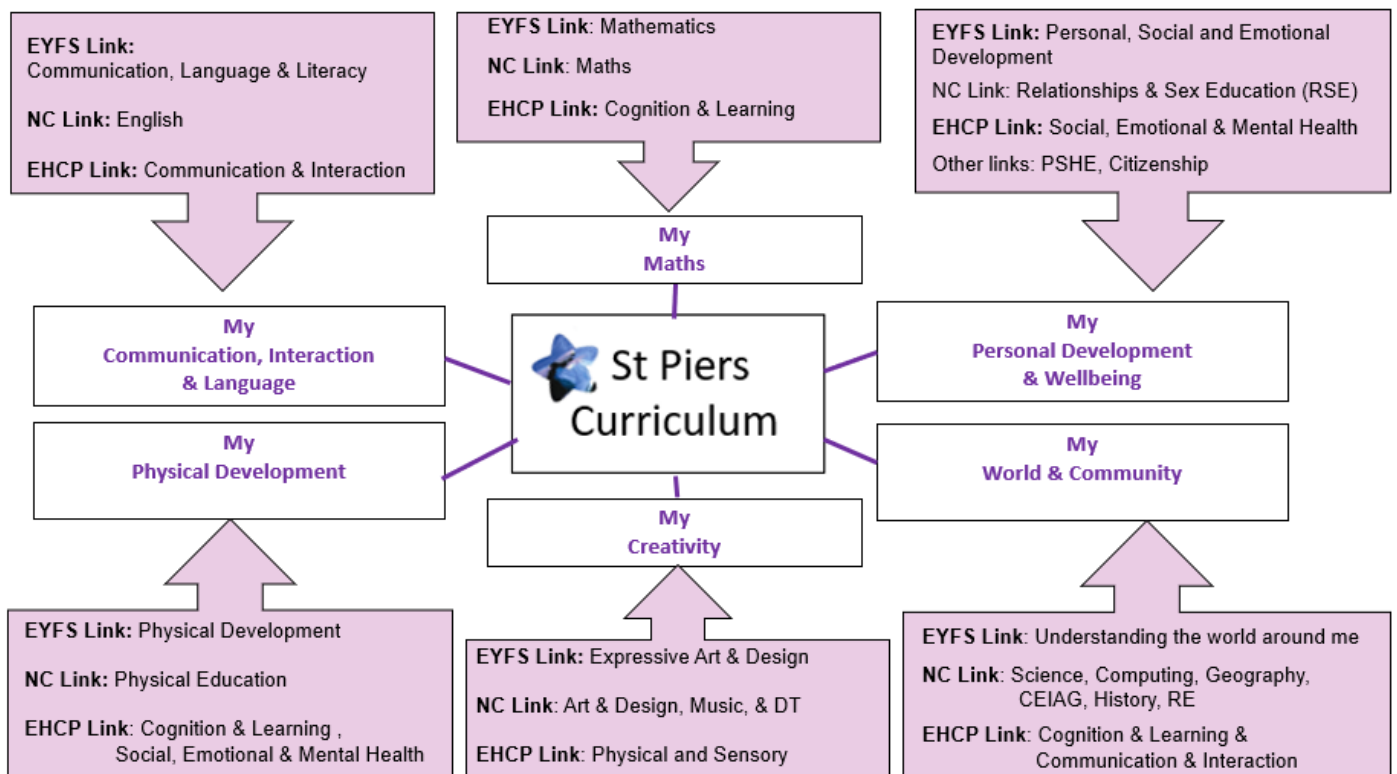 EYFS Link:
Communication, Language & Literacy
NC Link: English
EHCP Link: Communication & Interaction
EYFS Link: Mathematics
NC Link: Maths
EHCP Link: Cognition & Learning
EYFS Link: Personal, Social and Emotional
Development
NC Link: Relationships & Sex Education (RSE)
EHCP Link: Social, Emotional & Mental Health
Other links: PSHE, Citizenship
My
Maths
My
Communication, Interaction
& Language
St Piers
Curriculum
My
Personal Development
& Wellbeing
My
Physical Development
My
Creativity
My
World & Community
EYFS Link: Physical Development
NC Link: Physical Education
EHCP Link: Cognition & Learning ,
Social, Emotional & Mental Health
EYFS Link: Expressive Art & Design
NC Link: Art & Design, Music, & DT
EHCP Link: Physical and Sensory
EYFS Link: Understanding the world around me
NC Link: Science, Computing, Geography,
CEIAG, History, RE
EHCP Link: Cognition & Learning &
Communication & Interaction